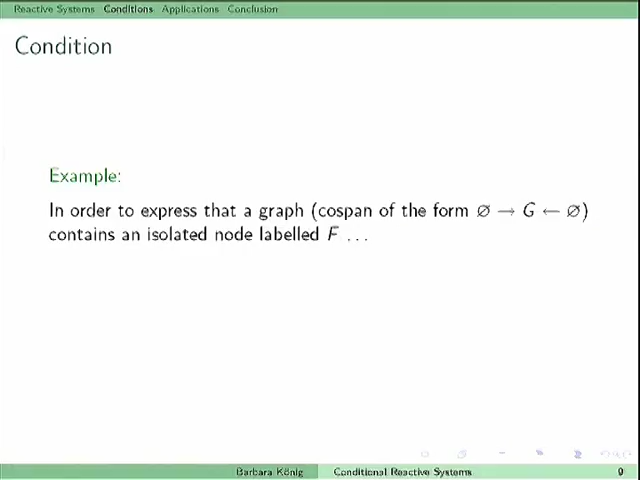 Reactive Systems Conditions Applications Conclusion
Condition
Example:
In order to express that a graph (cospan of the form ∅ → G ← ∅)
contains an isolated node labelled F ...
Barbara König Conditional Reactive Systems 9